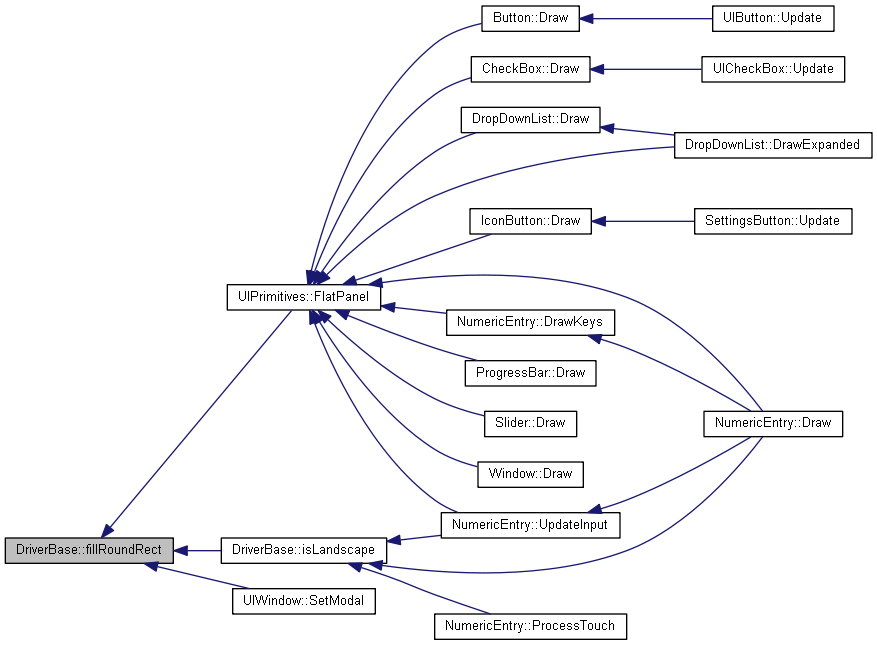 Button::Draw
UIButton::Update
CheckBox::Draw
UICheckBox::Update
DropDownList::Draw
DropDownList::DrawExpanded
IconButton::Draw
SettingsButton::Update
UIPrimitives::FlatPanel
NumericEntry::DrawKeys
ProgressBar::Draw
Slider::Draw
NumericEntry::Draw
Window::Draw
NumericEntry::UpdateInput
DriverBase::fillRoundRect
DriverBase::isLandscape
UIWindow::SetModal
NumericEntry::ProcessTouch